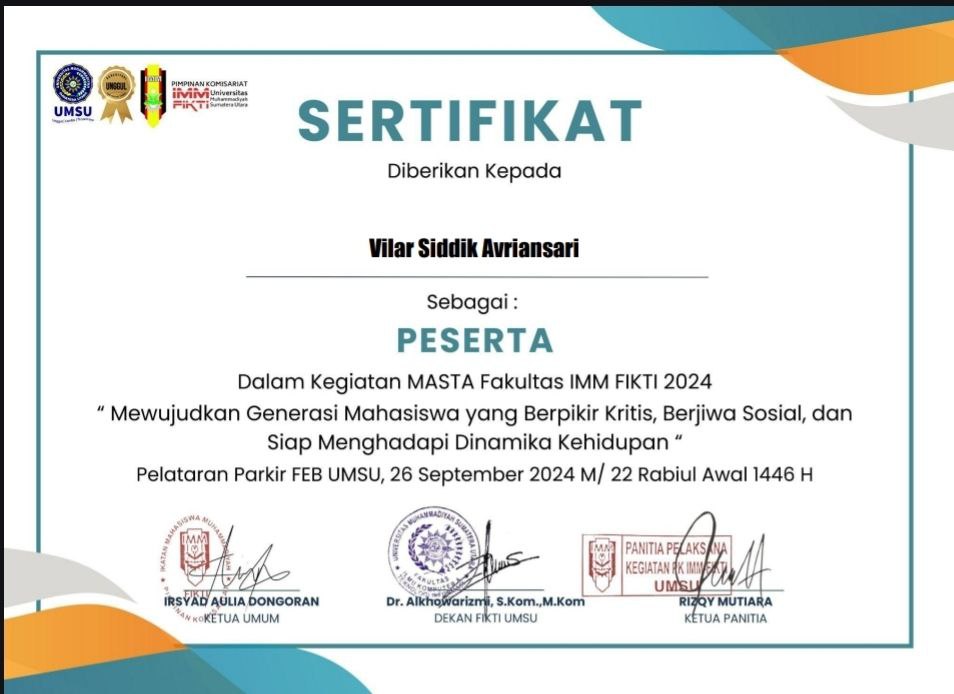 UMSU
UNGGUL
PIMPINAN KOMISARIAT
IMM Universitas
FIKTI Muhammadiyah
Sumatera Utara
SERTIFIKAT
Diberikan Kepada
Vilar Siddik Avriansari
Sebagai :
PESERTA
Dalam Kegiatan MASTA Fakultas IMM FIKTI 2024
“ Mewujudkan Generasi Mahasiswa yang Berpikir Kritis, Berjiwa Sosial, dan
Siap Menghadapi Dinamika Kehidupan “
Pelataran Parkir FEB UMSU, 26 September 2024 M/ 22 Rabiul Awal 1446 H
IKATAN MAHASISWA MUHAMMADIYAH
IMM
FIKTI
UNIVERSITAS MUHAMMADIYAH SUMATERA UTARA
FAKULTAS
IMM
PANITIA PELAKSANA
KEGIATAN PK IMM FIKTI
UMSU
IRSYAD AULIA DONGORAN
KETUA UMUM
Dr. Alkhowarizmi, S.Kom.,M.Kom
DEKAN FIKTI UMSU
RIZQY MUTIARA
KETUA PANITIA